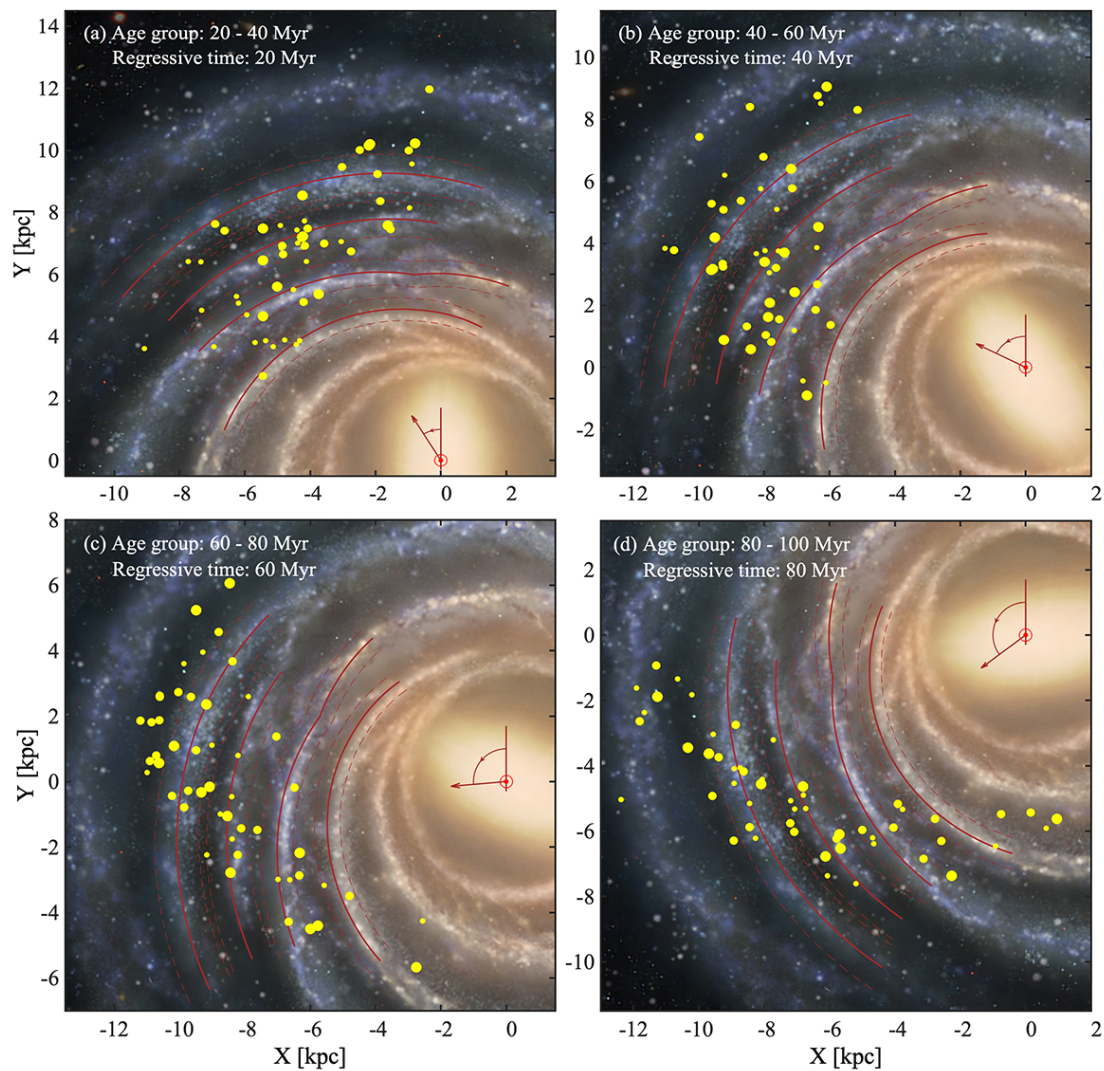 (a) Age group: 20 - 40 Myr
Regressive time: 20 Myr
14
12
10
8
6
4
2
0
Y [kpc]
-10 -8 -6 -4 -2 0 2
(b) Age group: 40 - 60 Myr
Regressive time: 40 Myr
10
8
6
4
2
0
-2
-12 -10 -8 -6 -4 -2 0 2
(c) Age group: 60 - 80 Myr
Regressive time: 60 Myr
8
6
4
2
0
-2
-4
-6
Y [kpc]
-12 -10 -8 -6 -4 -2 0
X [kpc]
(d) Age group: 80 - 100 Myr
Regressive time: 80 Myr
2
0
-2
-4
-6
-8
-10
-12 -10 -8 -6 -4 -2 0 2
X [kpc]